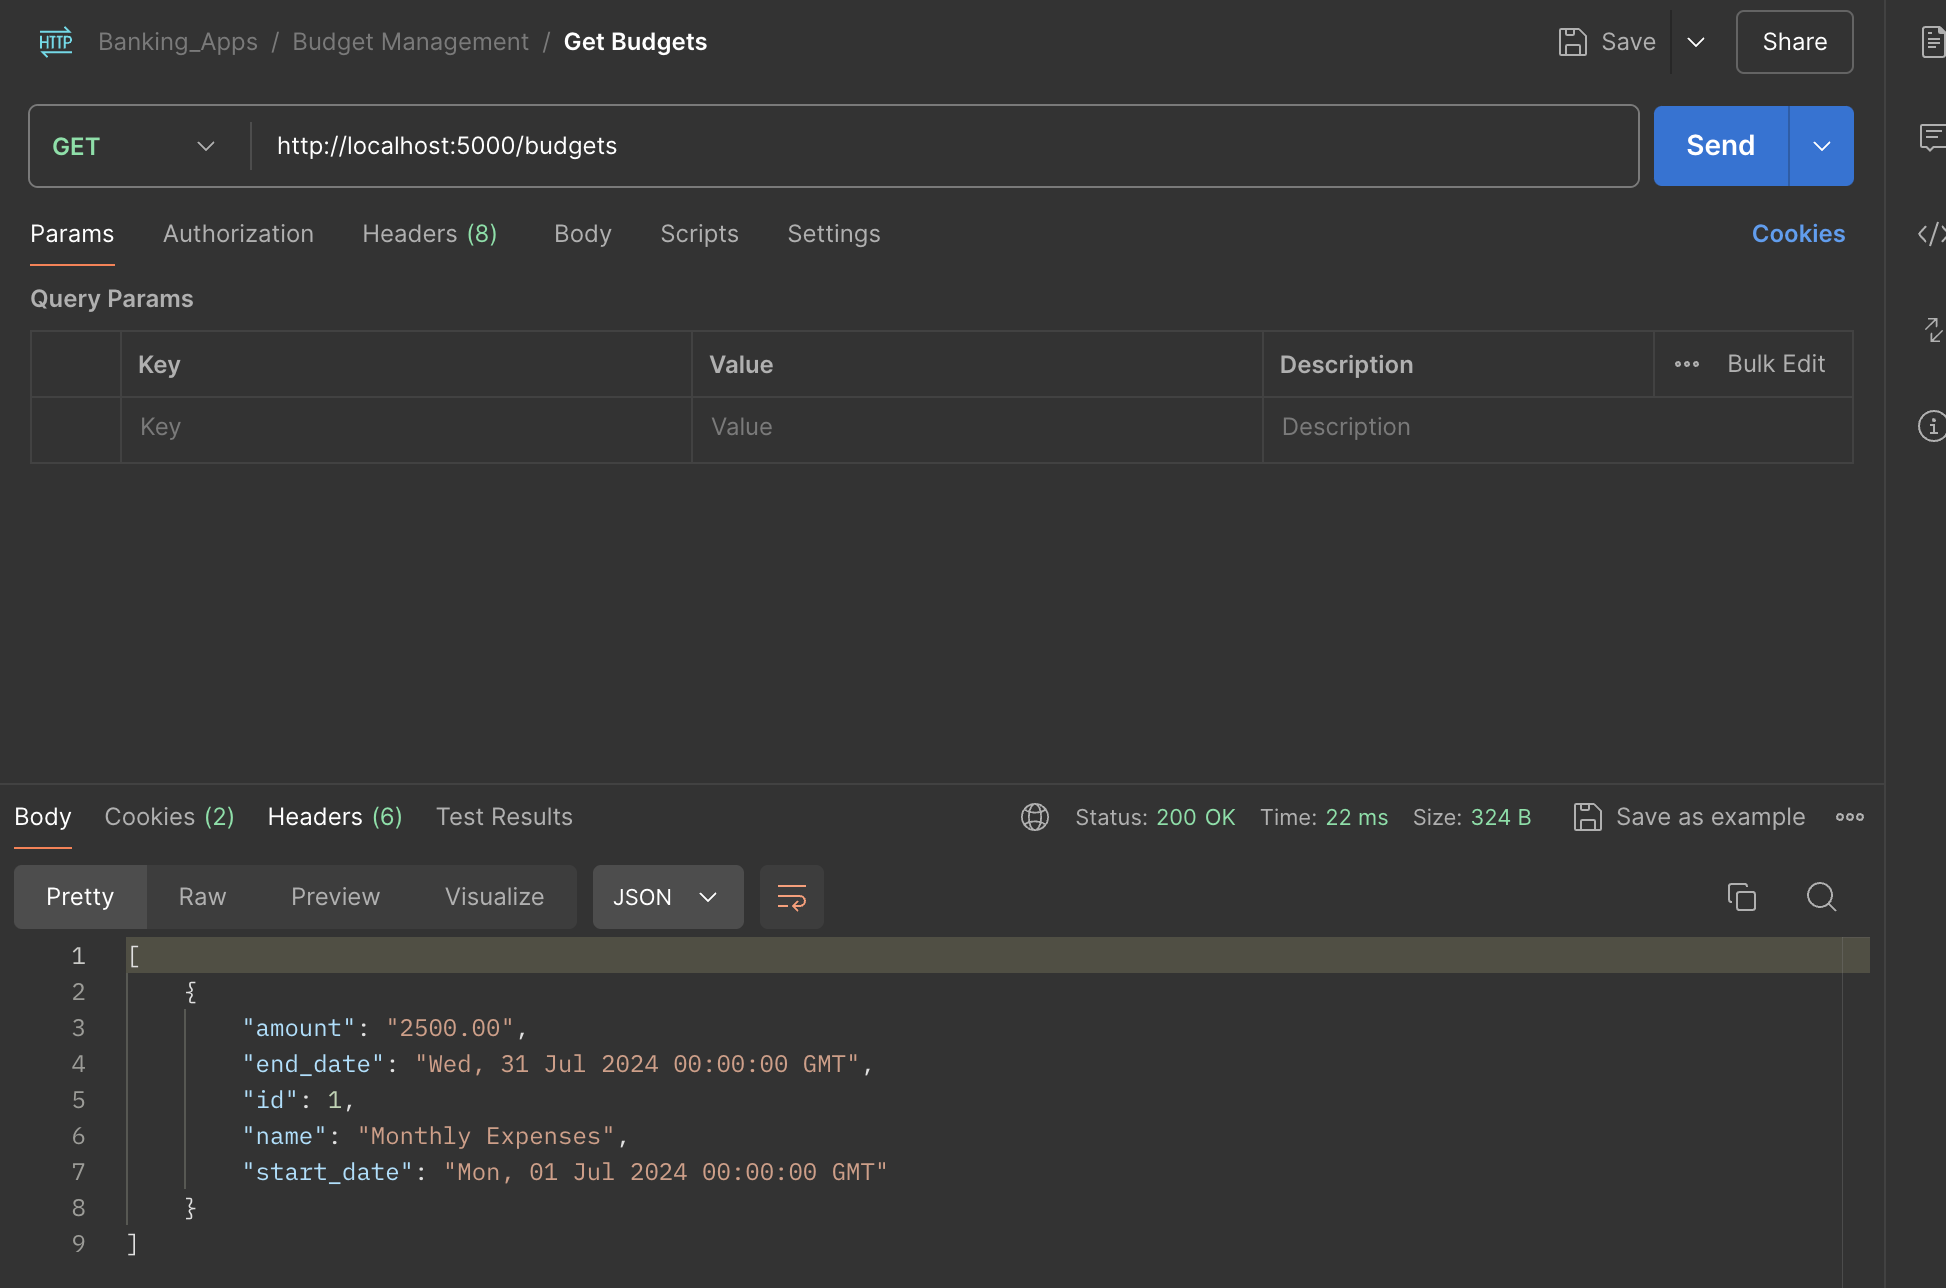 HTTP Banking_Apps / Budget Management / Get Budgets Save Share
GET http://localhost:5000/budgets Send
Params Authorization Headers (8) Body Scripts Settings Cookies
Query Params
Key Value Description Bulk Edit
Key Value Description
Body Cookies (2) Headers (6) Test Results Status: 200 OK Time: 22 ms Size: 324 B Save as example
Pretty Raw Preview Visualize JSON
1 [
2 {
3 "amount": "2500.00",
4 "end_date": "Wed, 31 Jul 2024 00:00:00 GMT",
5 "id": 1,
6 "name": "Monthly Expenses",
7 "start_date": "Mon, 01 Jul 2024 00:00:00 GMT"
8 }
9 ]